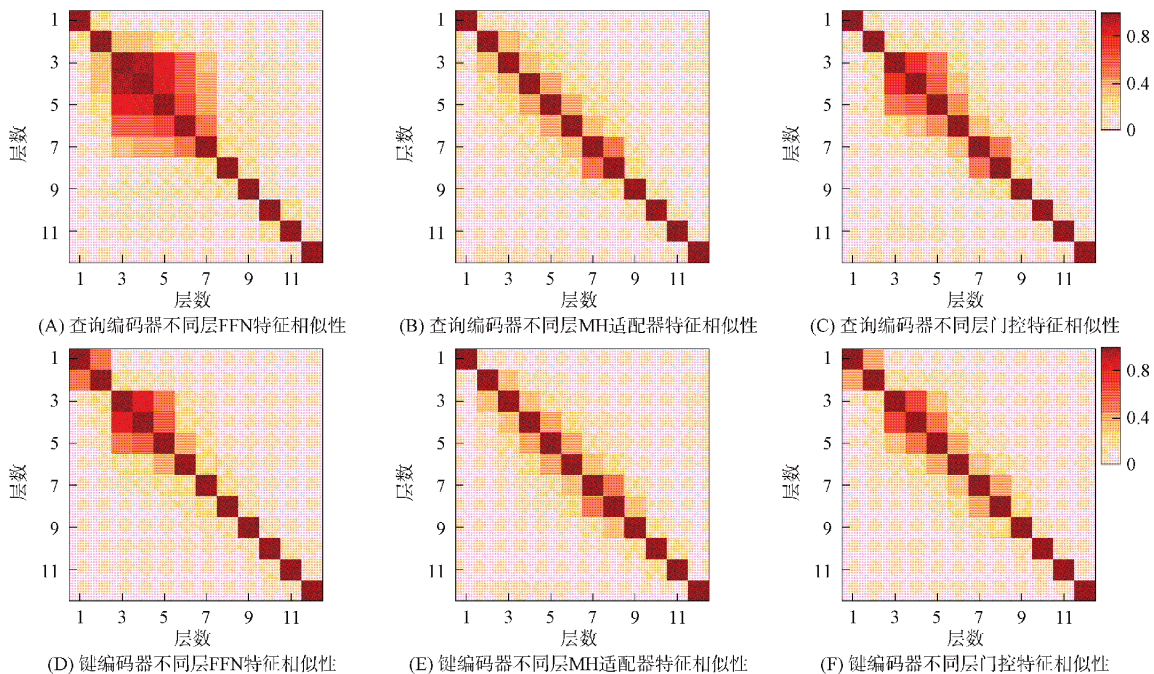 1
3
5
7
9
11
层数
1 3 5 7 9 11
层数
(A) 查询编码器不同层FFN特征相似性
1
3
5
7
9
11
层数
1 3 5 7 9 11
层数
(B) 查询编码器不同层MH适配器特征相似性
1
3
5
7
9
11
层数
1 3 5 7 9 11
层数
(C) 查询编码器不同层门控特征相似性
0.8
0.4
0
1
3
5
7
9
11
层数
1 3 5 7 9 11
层数
(D) 键编码器不同层FFN特征相似性
1
3
5
7
9
11
层数
1 3 5 7 9 11
层数
(E) 键编码器不同层MH适配器特征相似性
1
3
5
7
9
11
层数
1 3 5 7 9 11
层数
(F) 键编码器不同层门控特征相似性
0.8
0.4
0